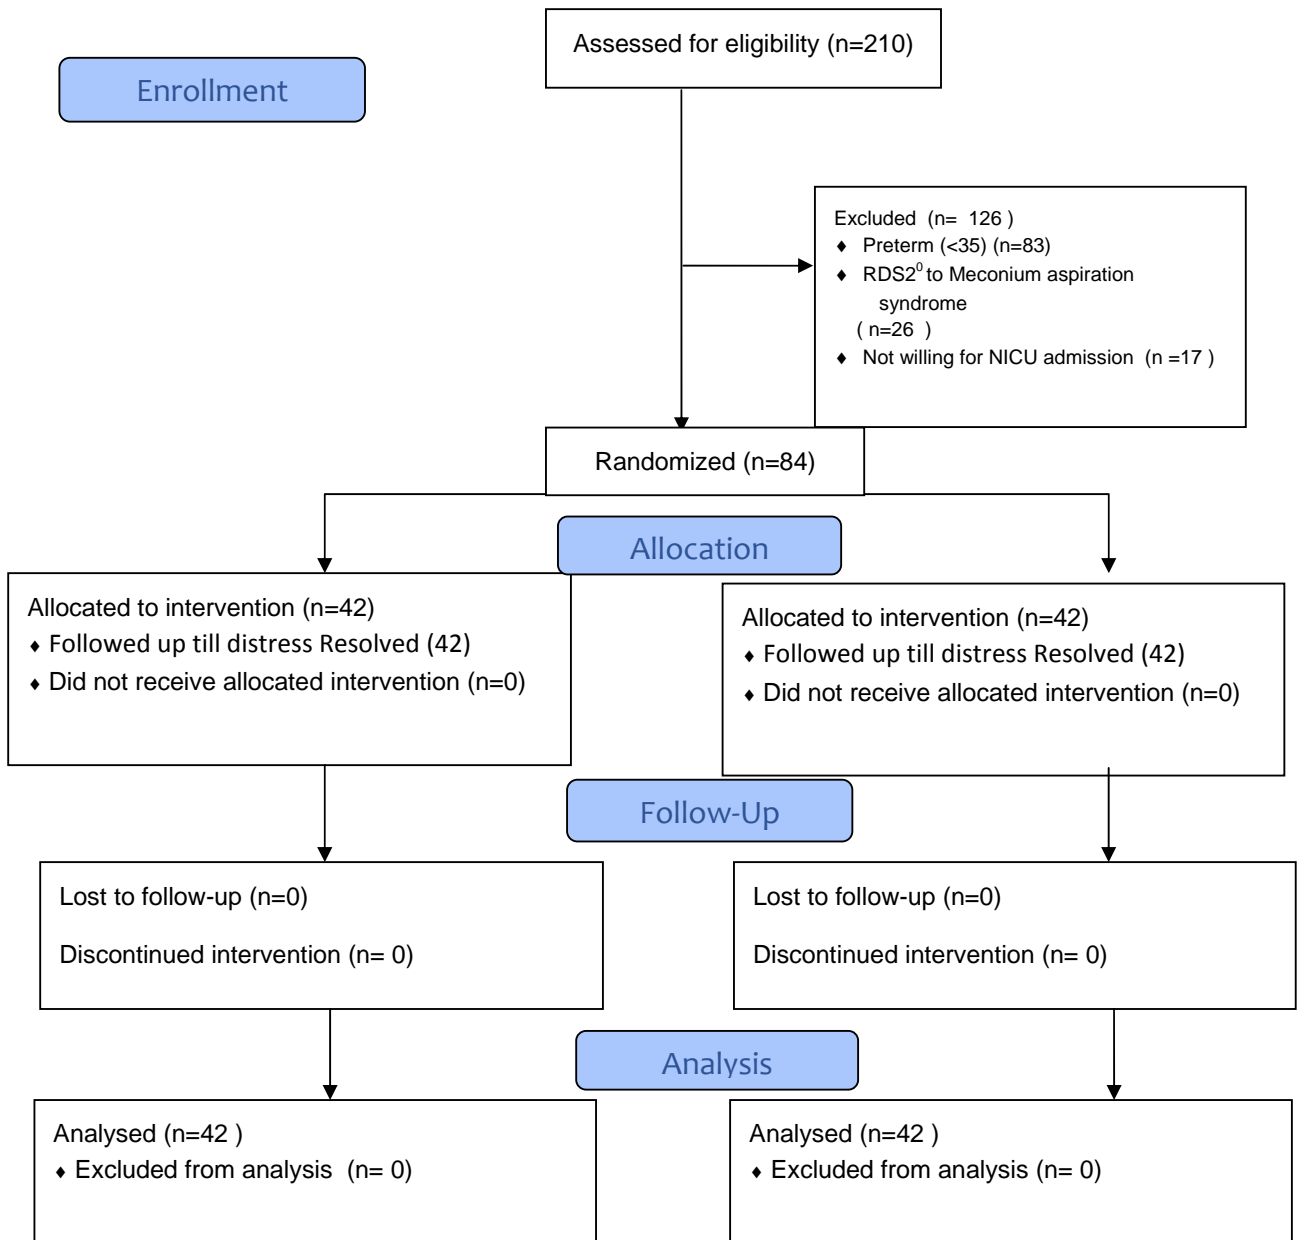 Assessed for eligibility (n=210)
Enrollment
Excluded (n= 126 )
♦ Preterm (<35) (n=83)
♦ RDS2⁰ to Meconium aspiration
syndrome
( n=26 )
♦ Not willing for NICU admission (n =17 )
Randomized (n=84)
Allocation
Allocated to intervention (n=42)
♦ Followed up till distress Resolved (42)
♦ Did not receive allocated intervention (n=0)
Allocated to intervention (n=42)
♦ Followed up till distress Resolved (42)
♦ Did not receive allocated intervention (n=0)
Follow-Up
Lost to follow-up (n=0)
Discontinued intervention (n= 0)
Lost to follow-up (n=0)
Discontinued intervention (n= 0)
Analysis
Analysed (n=42 )
♦ Excluded from analysis (n= 0)
Analysed (n=42 )
♦ Excluded from analysis (n= 0)